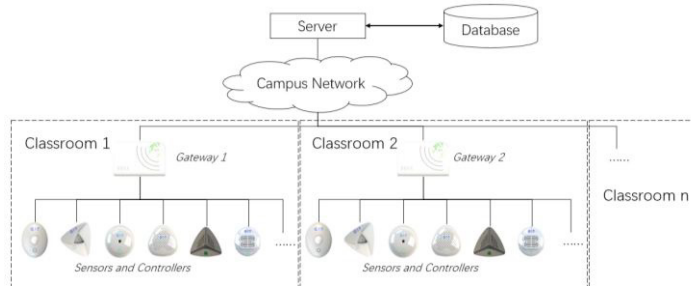 Server
Database
Campus Network
Classroom 1
Gateway 1
Classroom 2
Gateway 2
......
Classroom n
......
......
Sensors and Controllers
Sensors and Controllers